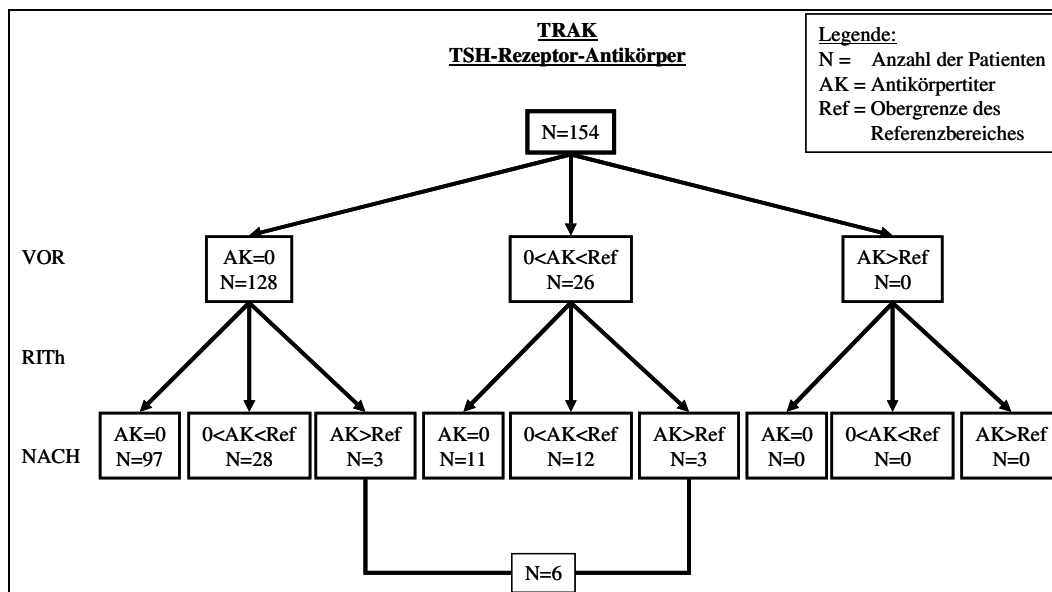 TRAK
TSH-Rezeptor-Antikörper
Legende:
N = Anzahl der Patienten
AK = Antikörpertiter
Ref = Obergrenze des
Referenzbereiches
N=154
VOR
AK=0
N=128
0<AK<Ref
N=26
AK>Ref
N=0
RITh
NACH
AK=0
N=97
0<AK<Ref
N=28
AK>Ref
N=3
AK=0
N=11
0<AK<Ref
N=12
AK>Ref
N=3
AK=0
N=0
0<AK<Ref
N=0
AK>Ref
N=0
N=6